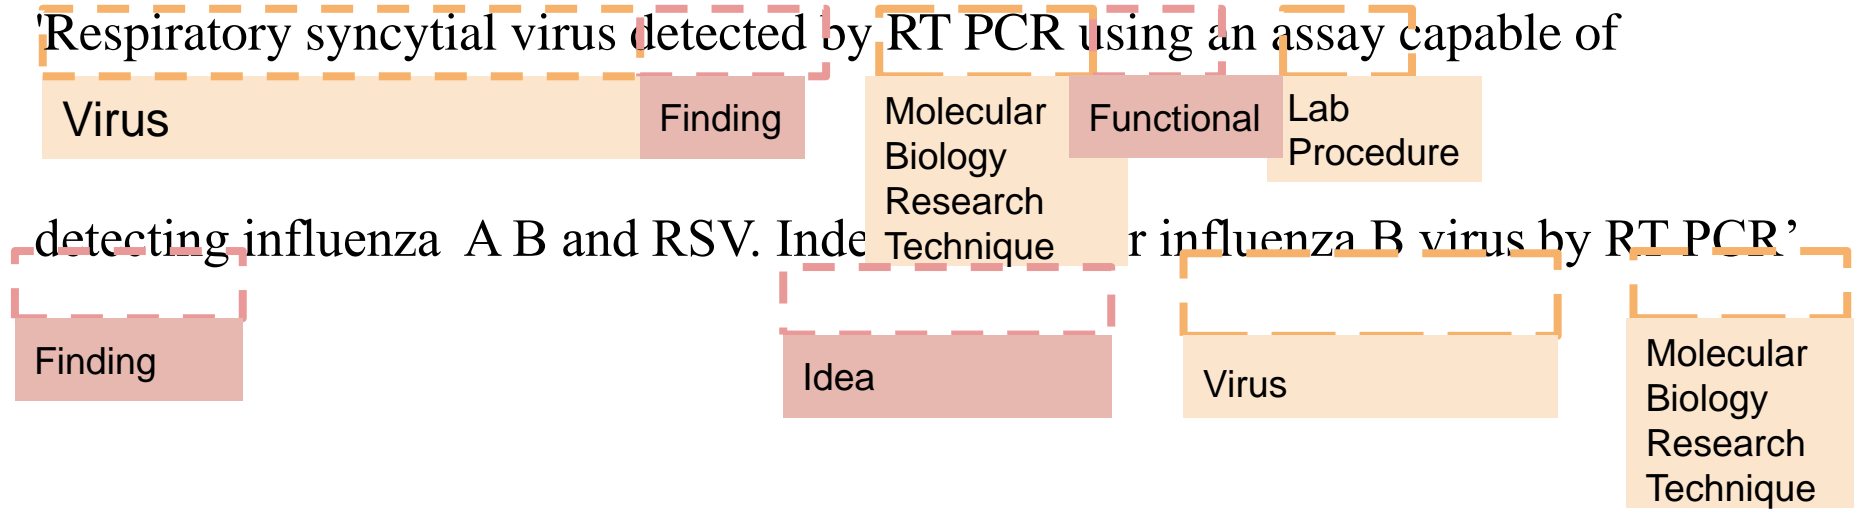 'Respiratory syncytial virus detected by RT PCR using an assay capable of
Virus
Finding
Molecular
Biology
Research
Technique
Functional
Lab
Procedure
detecting influenza A B and RSV. Inde r influenza B virus by RT PCR’
Finding
Idea
Virus
Molecular
Biology
Research
Technique